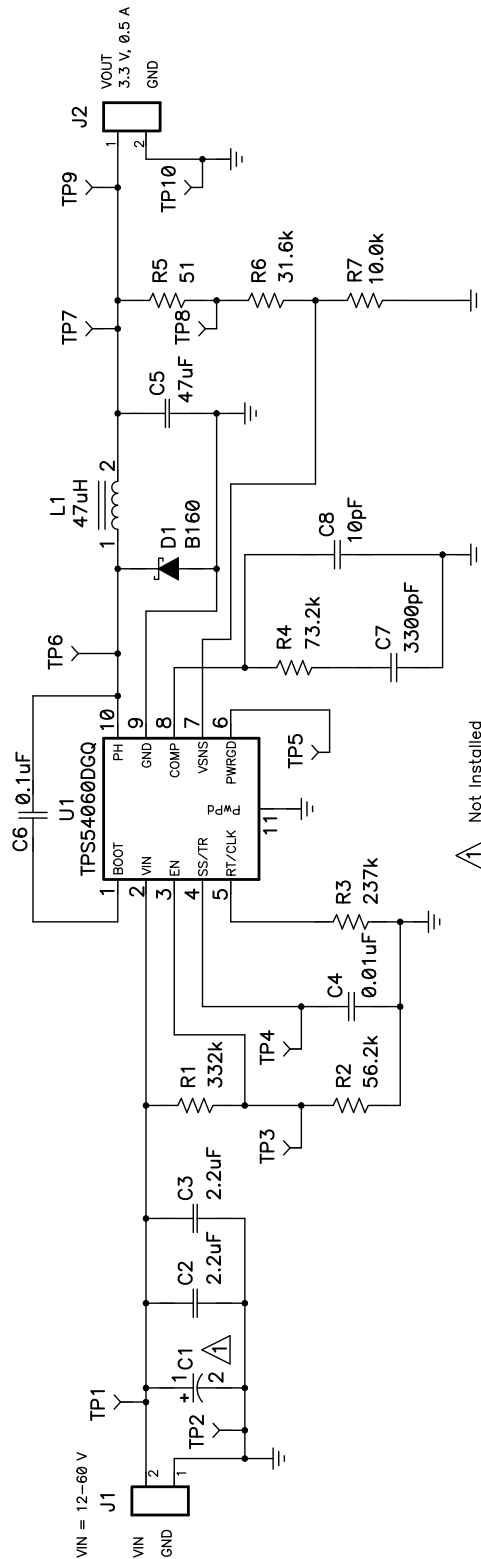 VIN = 12–60 V
J1
VIN
GND
2
1
TP1
TP2
C1
+
1
2
1
C2
2.2uF
C3
2.2uF
R1
332k
TP3
R2
56.2k
TP4
C4
0.01uF
R3
237k
C6
0.1uF
U1
TPS54060DGQ
1
BOOT
2
VIN
3
EN
4
SS/TR
5
RT/CLK
10
PH
9
GND
8
COMP
7
VSNS
6
PWRGD
PwPd
11
TP5
TP6
D1
B160
L1
47uH
1
2
C5
47uF
R4
73.2k
C7
3300pF
C8
10pF
TP7
R5
51
TP8
R6
31.6k
R7
10.0k
TP9
TP10
J2
1
2
VOUT
3.3 V, 0.5 A
GND
1 Not Installed